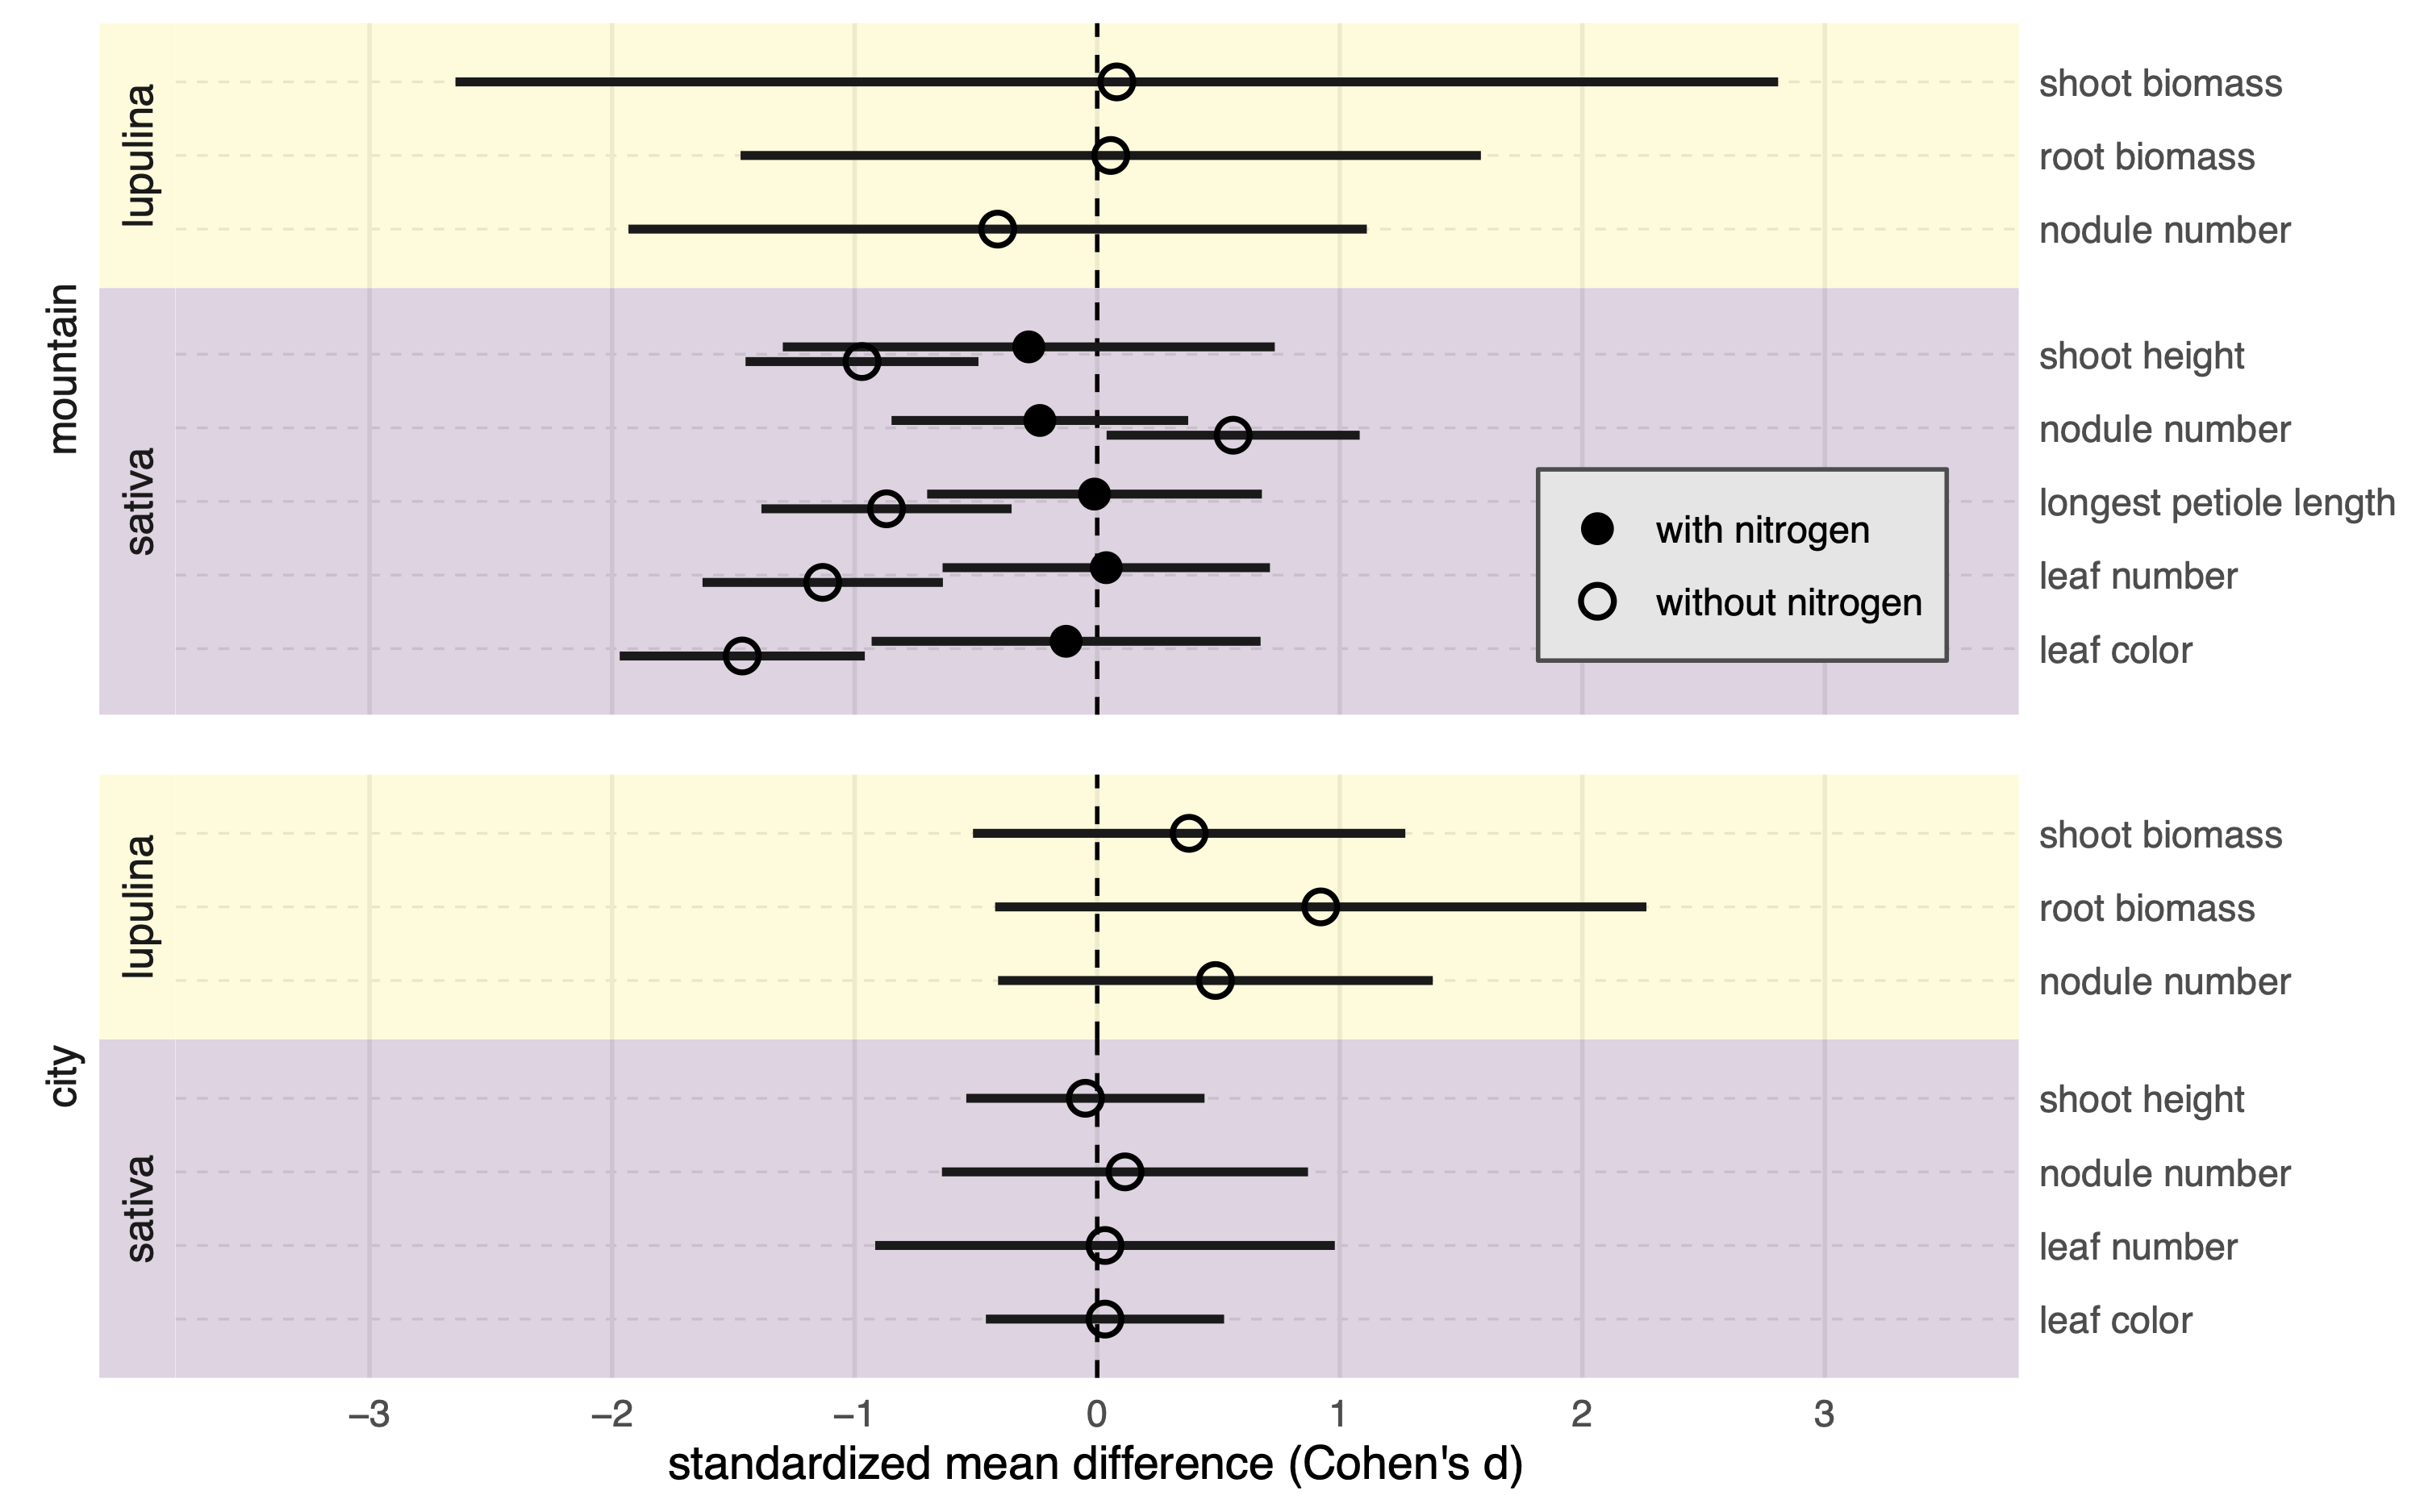 mountain
lupulina
shoot biomass
root biomass
nodule number
sativa
shoot height
nodule number
longest petiole length
leaf number
leaf color
with nitrogen
without nitrogen
city
lupulina
shoot biomass
root biomass
nodule number
sativa
shoot height
nodule number
leaf number
leaf color
−3 −2 −1 0 1 2 3
standardized mean difference (Cohen's d)